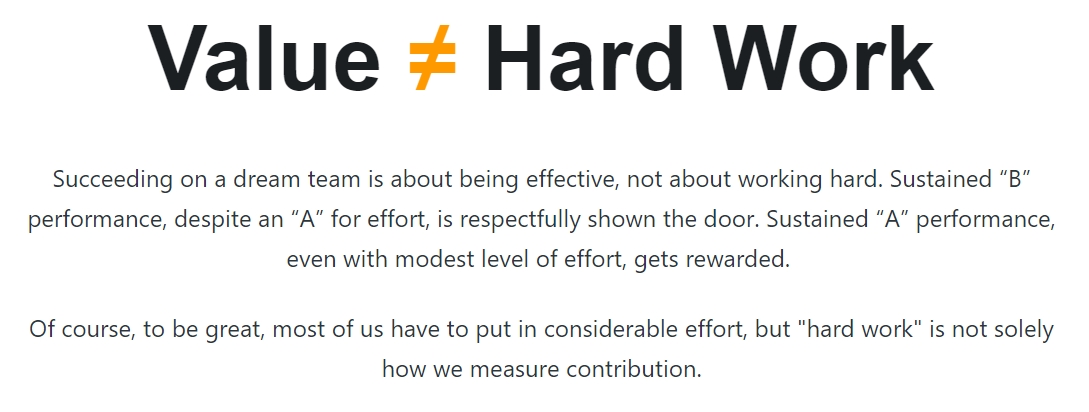 Value ≠ Hard Work
Succeeding on a dream team is about being effective, not about working hard. Sustained “B”
performance, despite an “A” for effort, is respectfully shown the door. Sustained “A” performance,
even with modest level of effort, gets rewarded.
Of course, to be great, most of us have to put in considerable effort, but "hard work" is not solely
how we measure contribution.